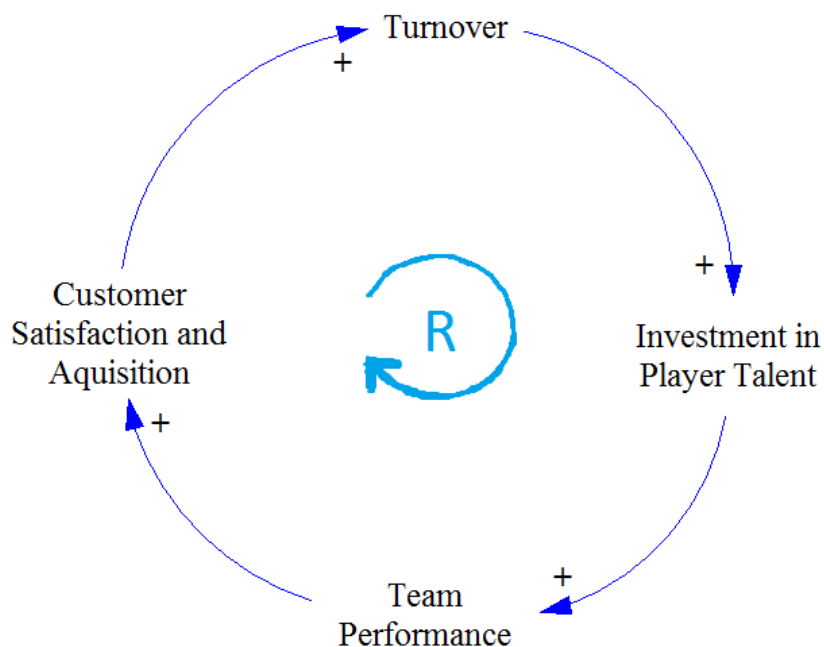 Turnover
+
+
Customer
Satisfaction and
Aquisition
R
Investment in
Player Talent
+
+
Team
Performance